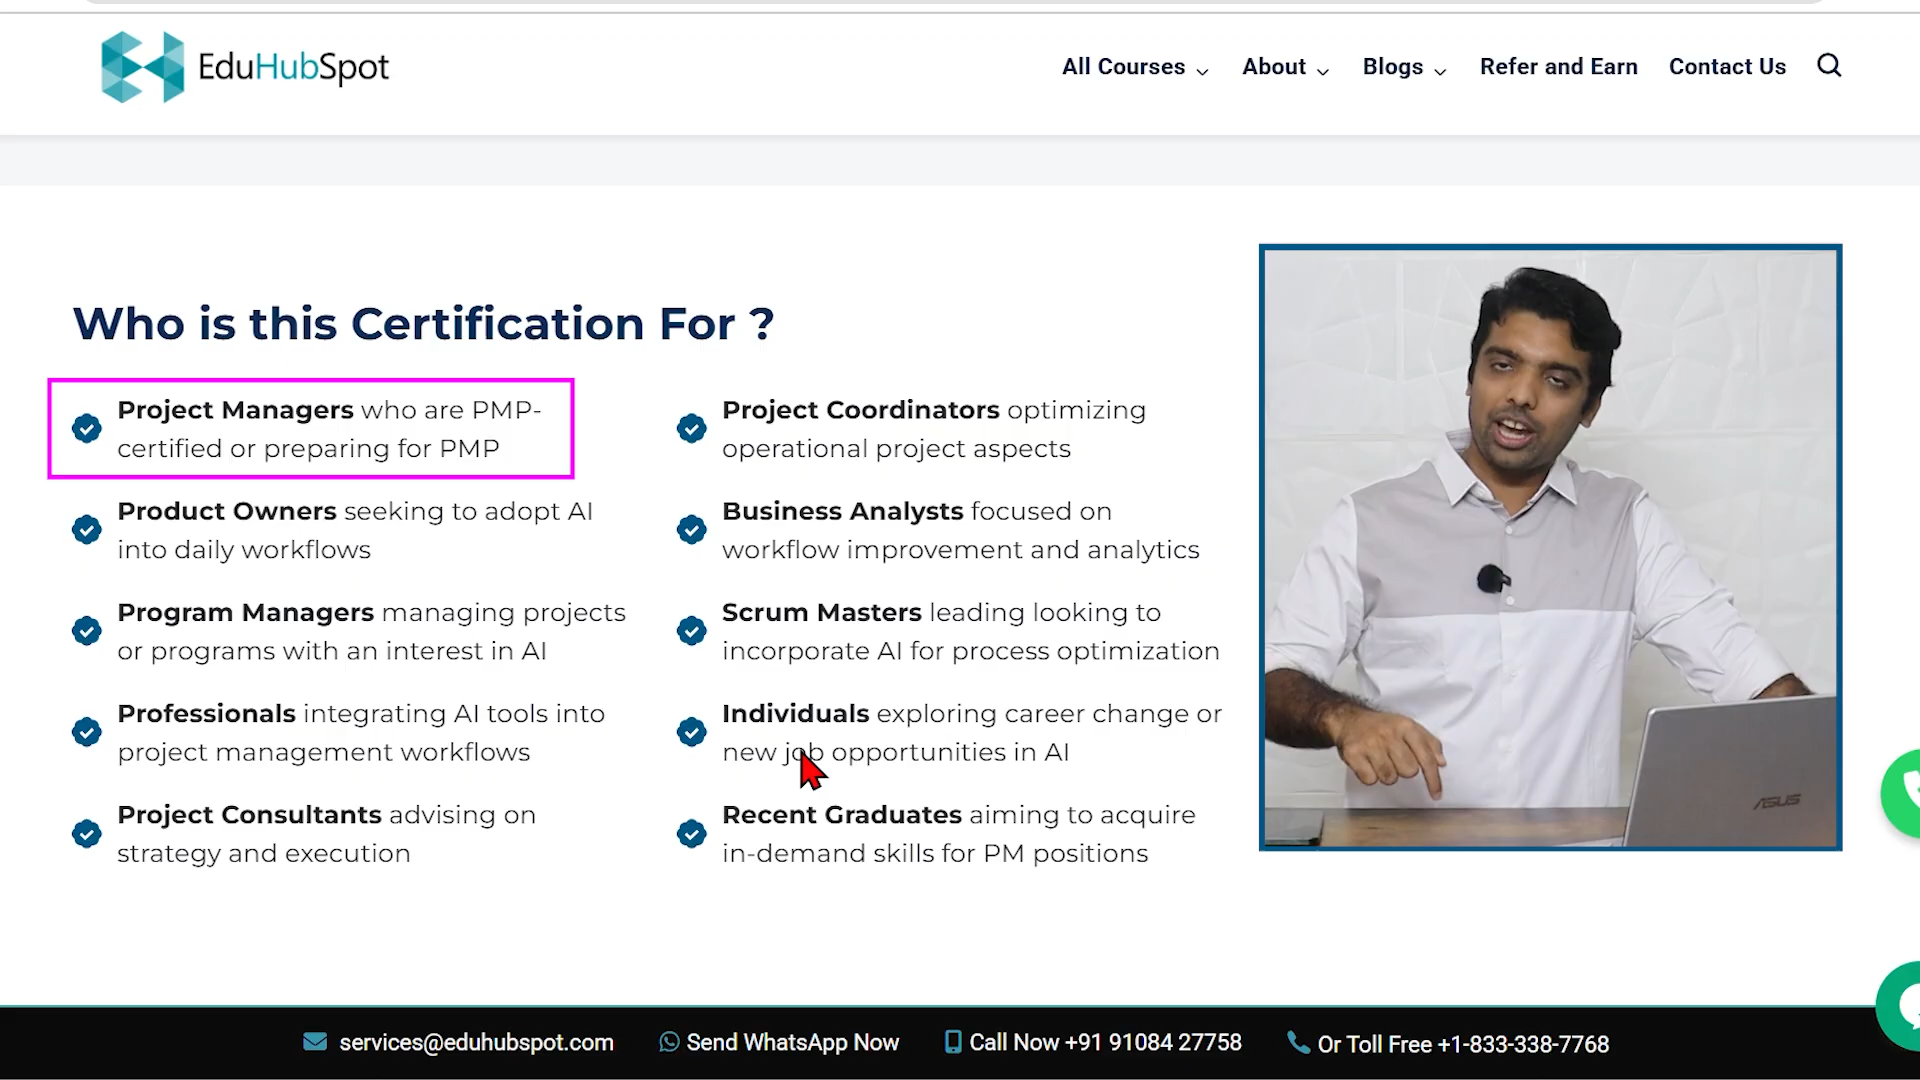 EduHubSpot
All Courses About Blogs Refer and Earn Contact Us
Who is this Certification For ?
Project Managers who are PMP-
certified or preparing for PMP
Product Owners seeking to adopt AI
into daily workflows
Program Managers managing projects
or programs with an interest in AI
Professionals integrating AI tools into
project management workflows
Project Consultants advising on
strategy and execution
Project Coordinators optimizing
operational project aspects
Business Analysts focused on
workflow improvement and analytics
Scrum Masters leading looking to
incorporate AI for process optimization
Individuals exploring career change or
new job opportunities in AI
Recent Graduates aiming to acquire
in-demand skills for PM positions
ASUS
services@eduhubspot.com Send WhatsApp Now Call Now +91 91084 27758 Or Toll Free +1-833-338-7768